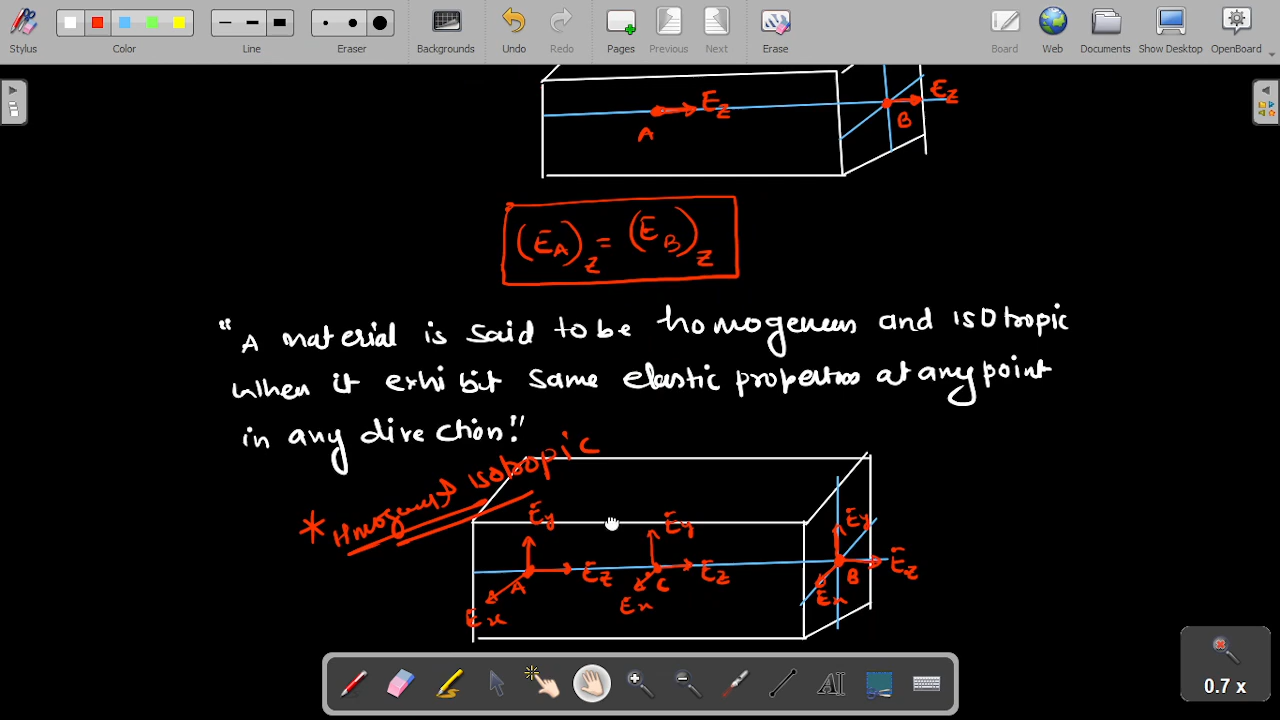 Stylus
Color
Line
Eraser
Backgrounds
Undo
Redo
Pages
Previous
Next
Erase
Board
Web
Documents
Show Desktop
OpenBoard
A
Ez
B
Ez
(EA)z = (EB)z
"A material is said to be homogeneous and isotropic
when it exhibit same elastic properties at any point
in any direction."
* Homogenous isotropic
Ey
Ez
A
Ex
Ey
Ez
C
Ex
Ey
Ez
B
Ex
AI
0.7 x